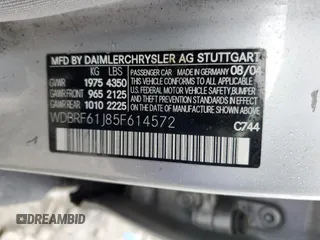 MFD BY DAIMLERCHRYSLER AG STUTTGART
KG LBS PASSENGER CAR MADE IN GERMANY 08/04
GVWR 1975 4350 THIS VEHICLE CONFORMS TO ALL APPLICABLE
GAWR FRONT 965 2125 U.S. FEDERAL MOTOR VEHICLE SAFETY BUMPER
GAWR REAR 1010 2225 AND THEFT PREVENTION STANDARDS IN EFFECT
ON THE DATE OF MANUFACTURE SHOWN ABOVE.
WDBRF61J85F614572
C744
DREAMBID